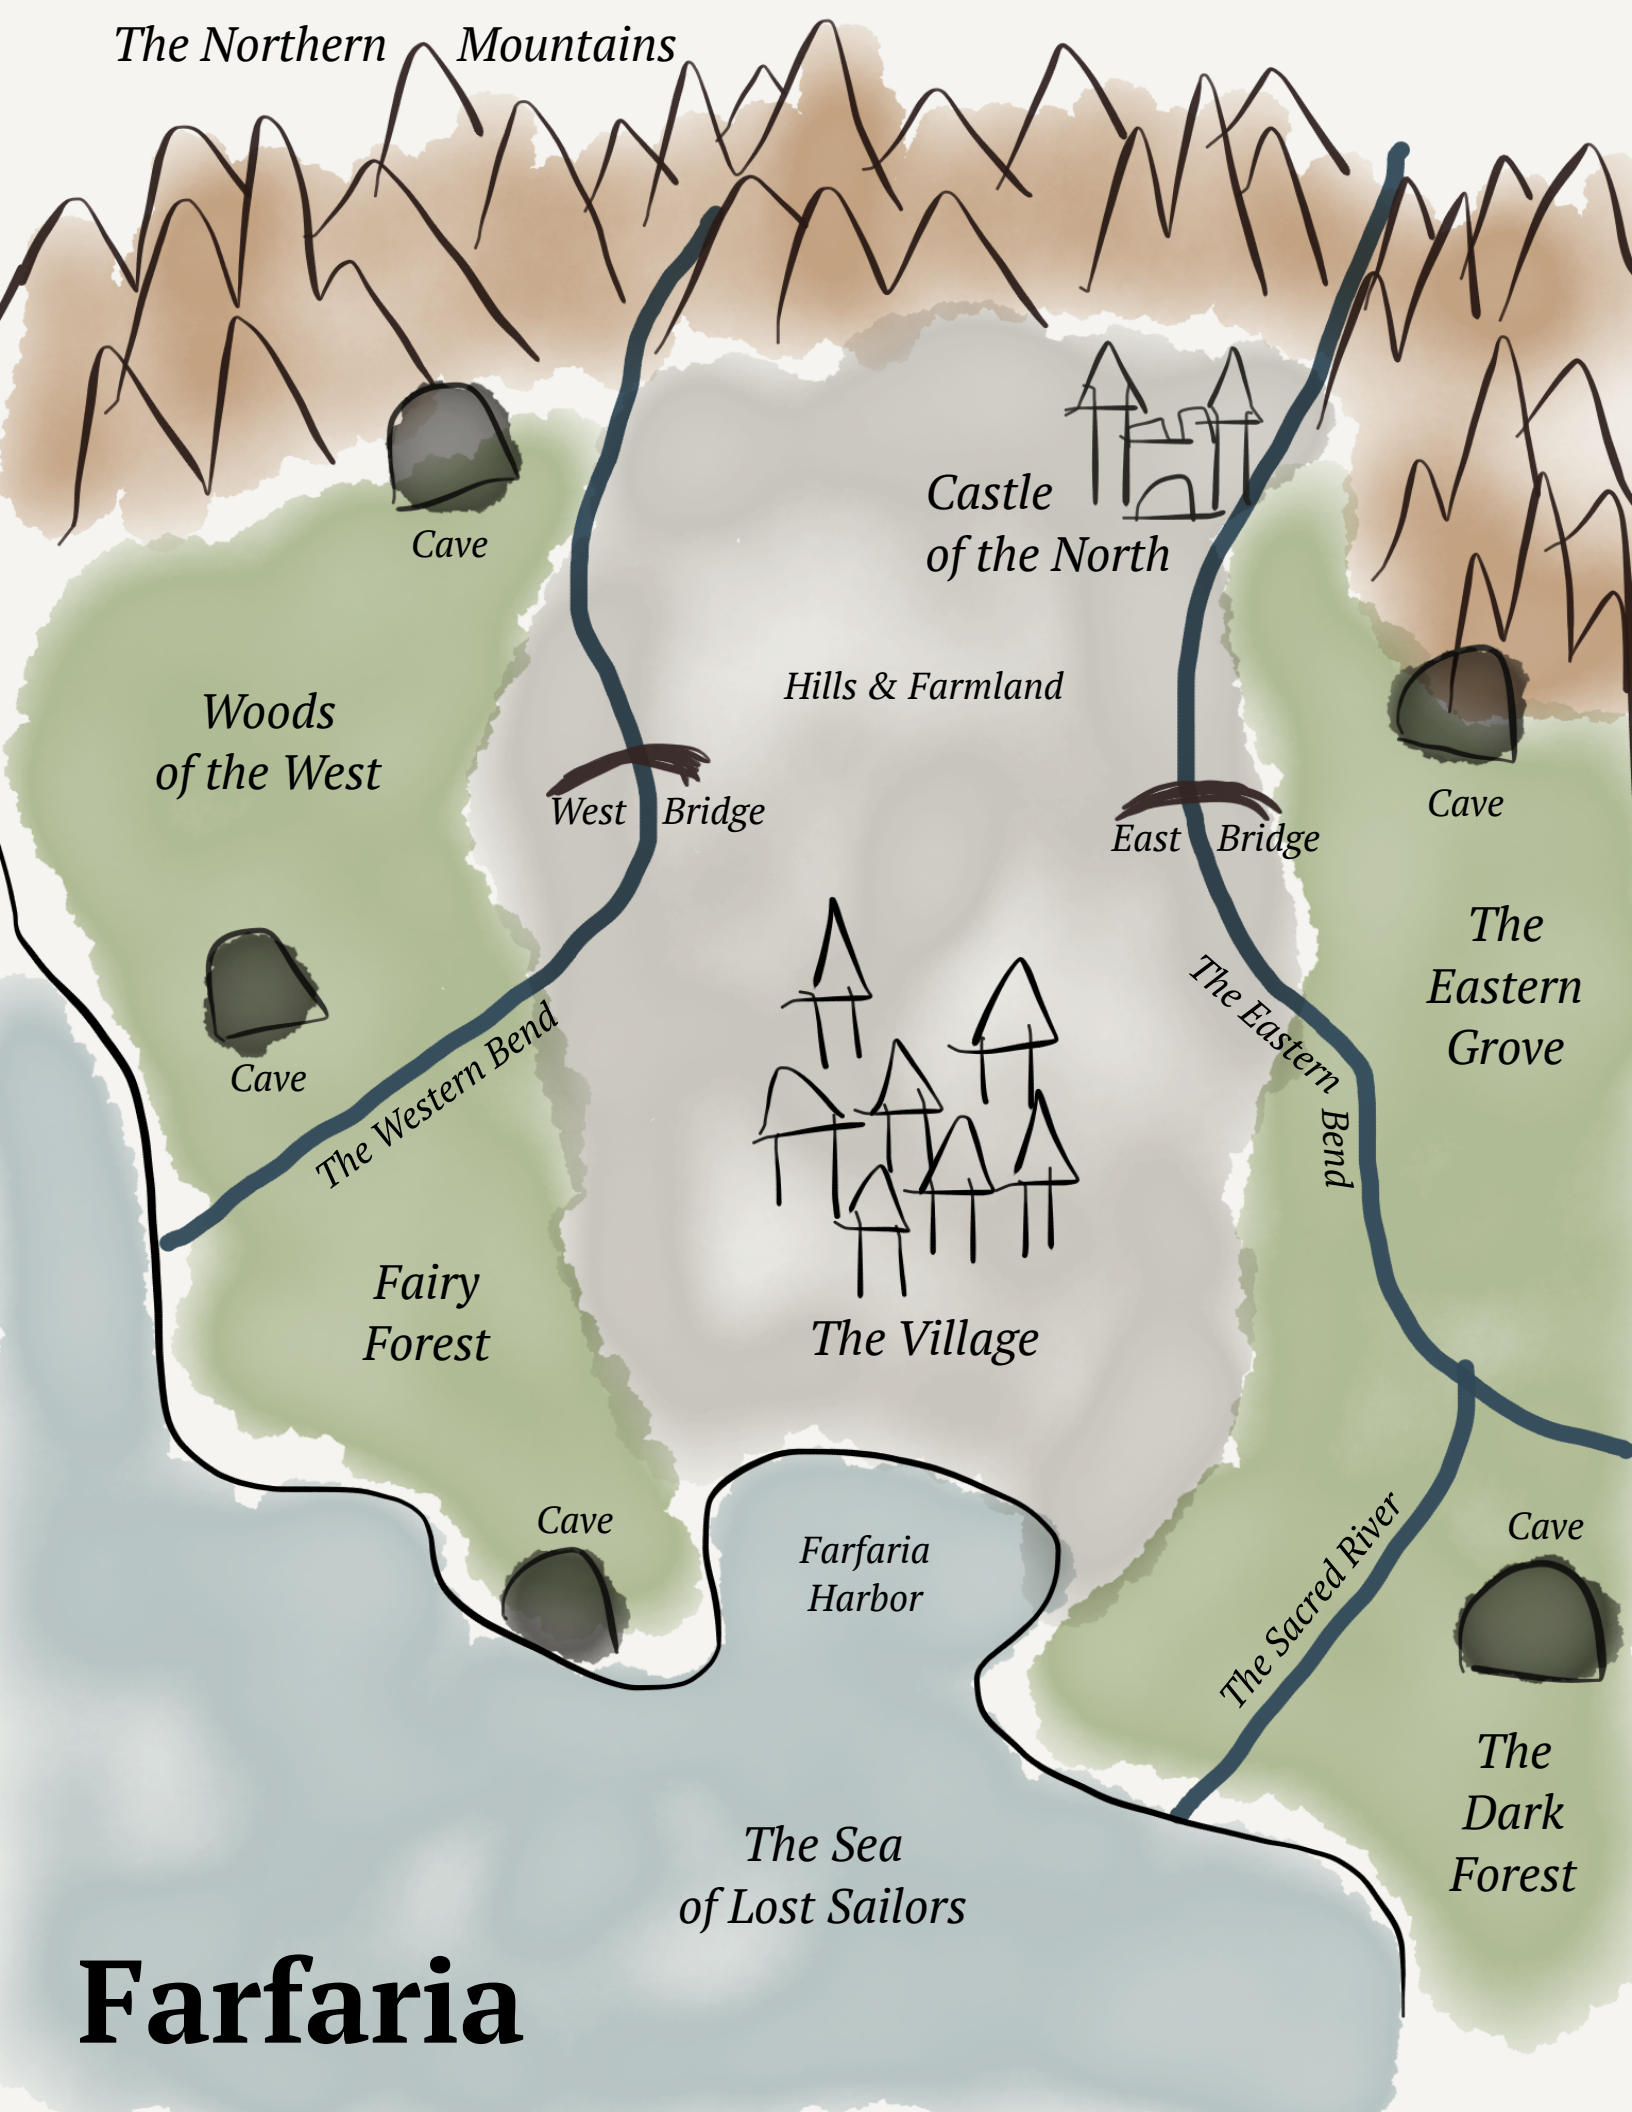 The Northern Mountains
Castle
of the North
Cave
Hills & Farmland
Woods
of the West
West Bridge
East Bridge
Cave
The
Eastern
Grove
The Eastern Bend
The Western Bend
Cave
Fairy
Forest
The Village
Cave
Farfaria
Harbor
The Sacred River
Cave
The
Dark
Forest
The Sea
of Lost Sailors
Farfaria